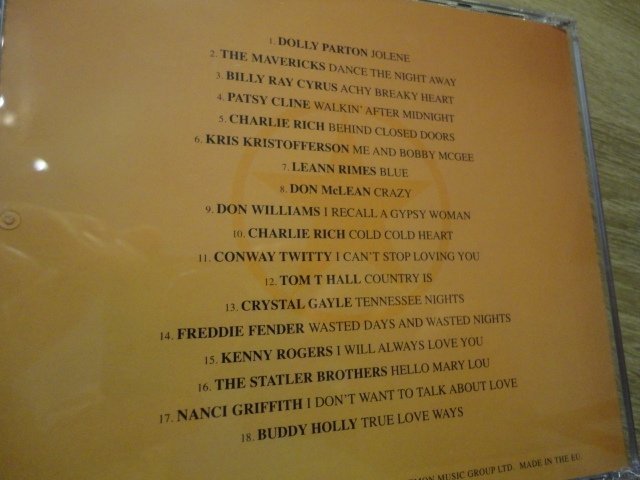 1. DOLLY PARTON JOLENE
2. THE MAVERICKS DANCE THE NIGHT AWAY
3. BILLY RAY CYRUS ACHY BREAKY HEART
4. PATSY CLINE WALKIN' AFTER MIDNIGHT
5. CHARLIE RICH BEHIND CLOSED DOORS
6. KRIS KRISTOFFERSON ME AND BOBBY MCGEE
7. LEANN RIMES BLUE
8. DON McLEAN CRAZY
9. DON WILLIAMS I RECALL A GYPSY WOMAN
10. CHARLIE RICH COLD COLD HEART
11. CONWAY TWITTY I CAN'T STOP LOVING YOU
12. TOM T HALL COUNTRY IS
13. CRYSTAL GAYLE TENNESSEE NIGHTS
14. FREDDIE FENDER WASTED DAYS AND WASTED NIGHTS
15. KENNY ROGERS I WILL ALWAYS LOVE YOU
16. THE STATLER BROTHERS HELLO MARY LOU
17. NANCI GRIFFITH I DON'T WANT TO TALK ABOUT LOVE
18. BUDDY HOLLY TRUE LOVE WAYS
MUSIC GROUP LTD. MADE IN THE EU